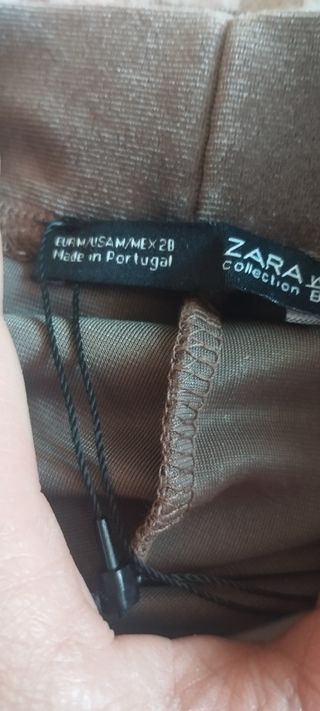 EUR M/USA M/MEX 28
Made in Portugal
ZARA
Collection